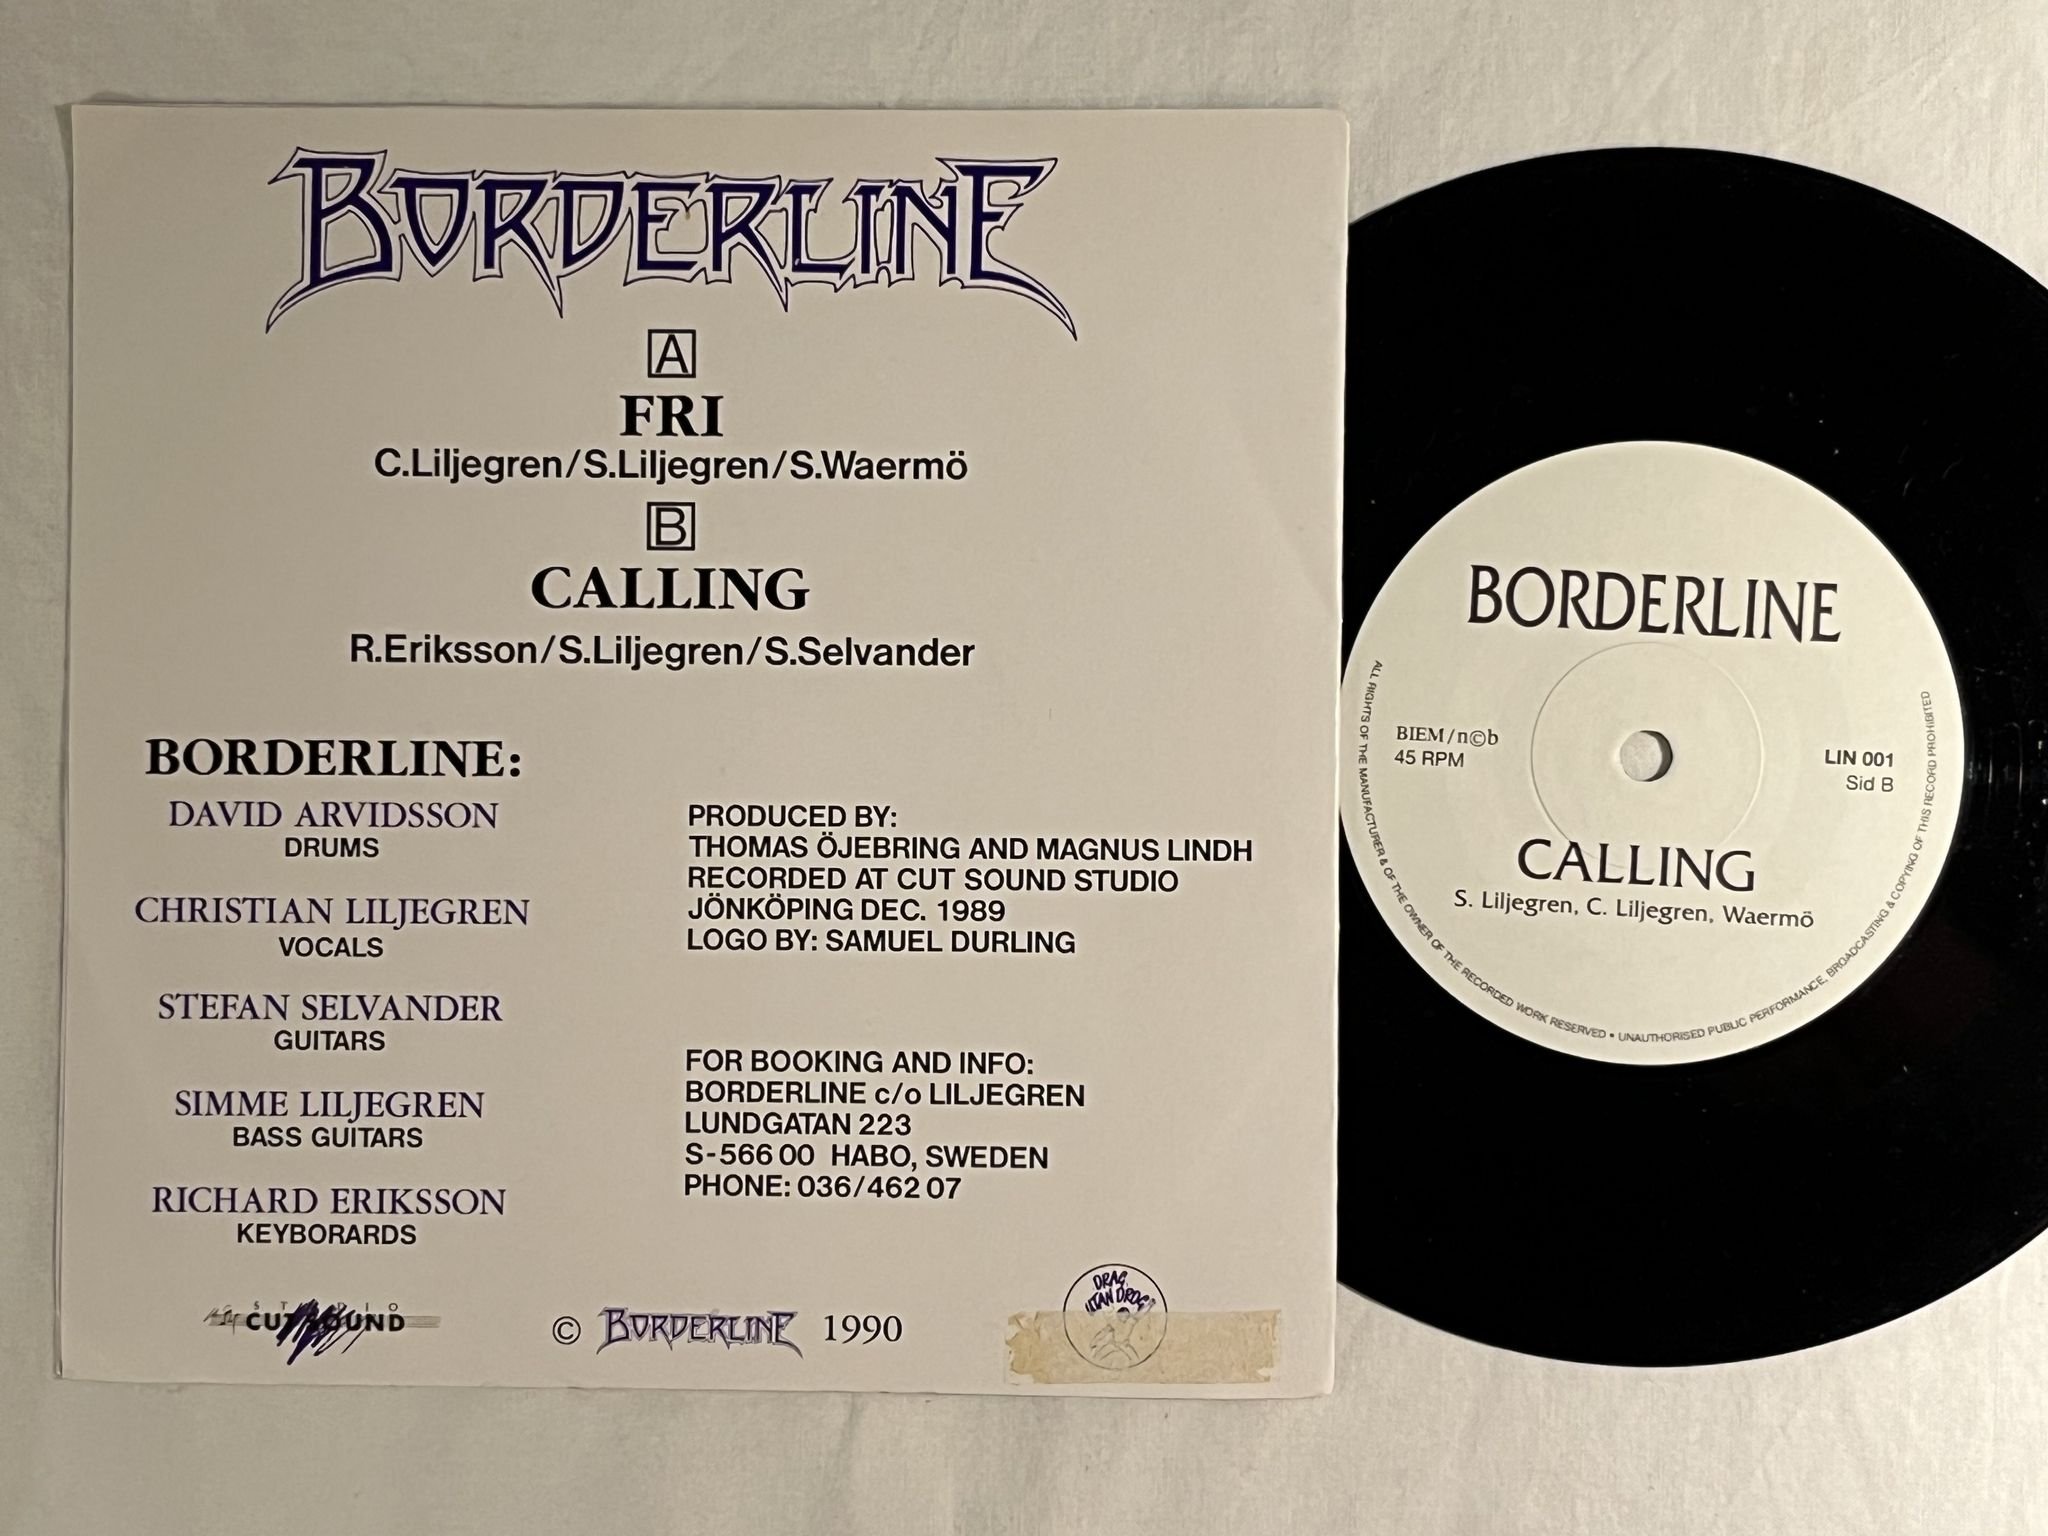 BORDERLINE
A
FRI
C.Liljegren/S.Liljegren/S.Waermö
B
CALLING
R.Eriksson/S.Liljegren/S.Selvander
BORDERLINE:
DAVID ARVIDSSON
DRUMS
CHRISTIAN LILJEGREN
VOCALS
STEFAN SELVANDER
GUITARS
SIMME LILJEGREN
BASS GUITARS
RICHARD ERIKSSON
KEYBORARDS
PRODUCED BY:
THOMAS ÖJEBRING AND MAGNUS LINDH
RECORDED AT CUT SOUND STUDIO
JÖNKÖPING DEC. 1989
LOGO BY: SAMUEL DURLING
FOR BOOKING AND INFO:
BORDERLINE c/o LILJEGREN
LUNDGATAN 223
S-566 00 HABO, SWEDEN
PHONE: 036/462 07
STUDIO
CUT SOUND
© BORDERLINE 1990
DRAG
UTAN DROG
BORDERLINE
BIEM/n©b
45 RPM
LIN 001
Sid B
CALLING
S. Liljegren, C. Liljegren, Waermö
ALL RIGHTS OF THE MANUFACTURER & OF THE OWNER OF THE RECORDED WORK RESERVED • UNAUTHORISED PUBLIC PERFORMANCE, BROADCASTING & COPYING OF THIS RECORD PROHIBITED